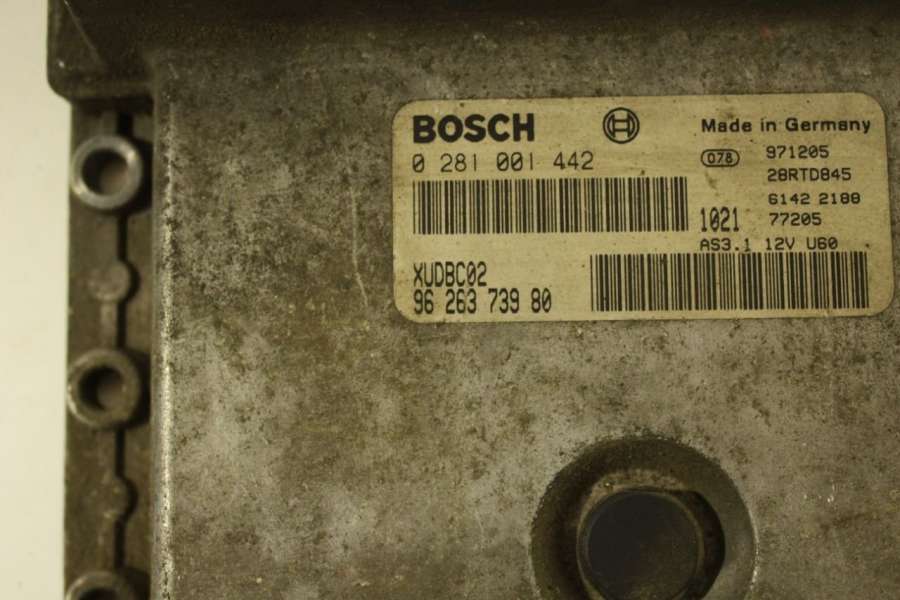 BOSCH
Made in Germany
0 281 001 442
078 971205
28RTD845
6142 2188
1021 77205
AS3.1 12V U60
XUDBC02
96 263 739 80